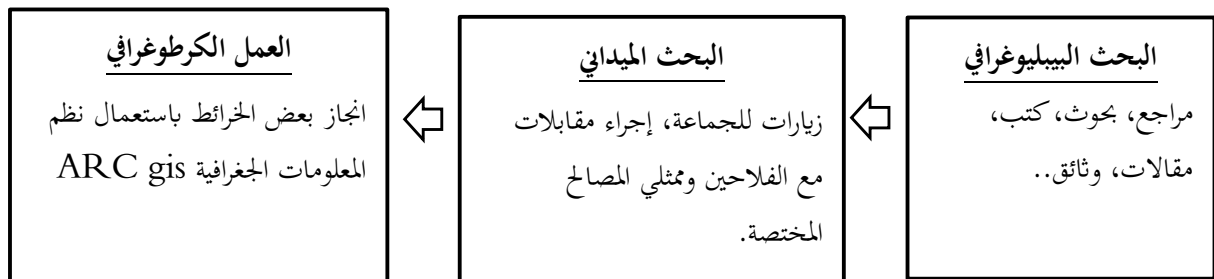 البحث البيبليوغرافي
مراجع، بحوث، كتب،
مقالات، وثائق..
البحث الميداني
زيارات للجماعة، إجراء مقابلات
مع الفلاحين وممثلي المصالح
المختصة.
العمل الكرطوغرافي
انجاز بعض الخرائط باستعمال نظم
المعلومات الجغرافية ARC gis